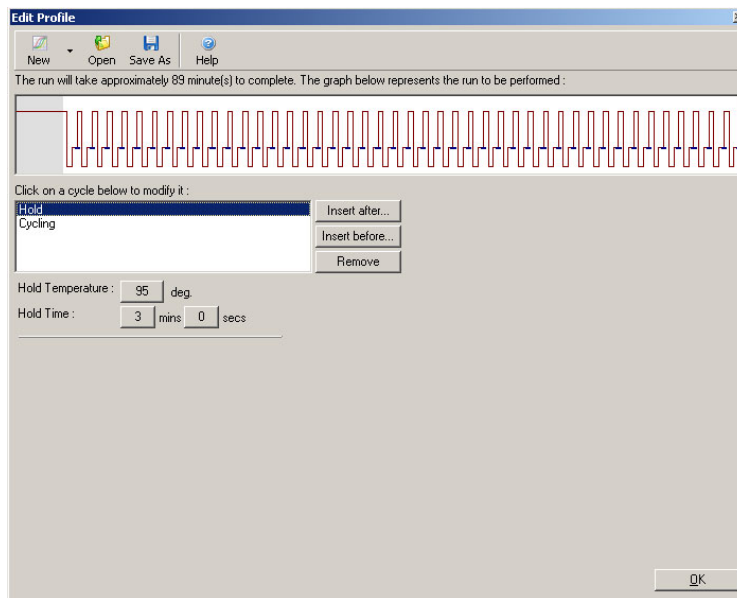 Edit Profile
New Open Save As Help
The run will take approximately 89 minute(s) to complete. The graph below represents the run to be performed :
Click on a cycle below to modify it :
Hold
Cycling
Insert after...
Insert before...
Remove
Hold Temperature : 95 deg.
Hold Time : 3 mins 0 secs
OK